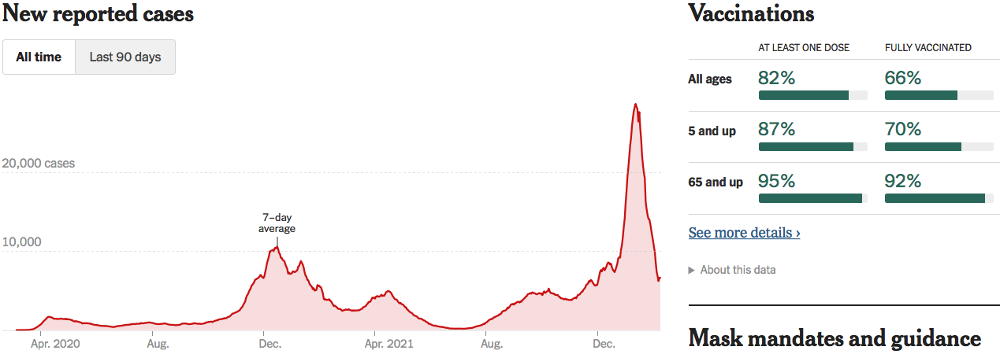 New reported cases
All time
Last 90 days
20,000 cases
10,000
7–day
average
Apr. 2020
Aug.
Dec.
Apr. 2021
Aug.
Dec.
Vaccinations
AT LEAST ONE DOSE
FULLY VACCINATED
All ages
82%
66%
5 and up
87%
70%
65 and up
95%
92%
See more details ›
▶ About this data
Mask mandates and guidance